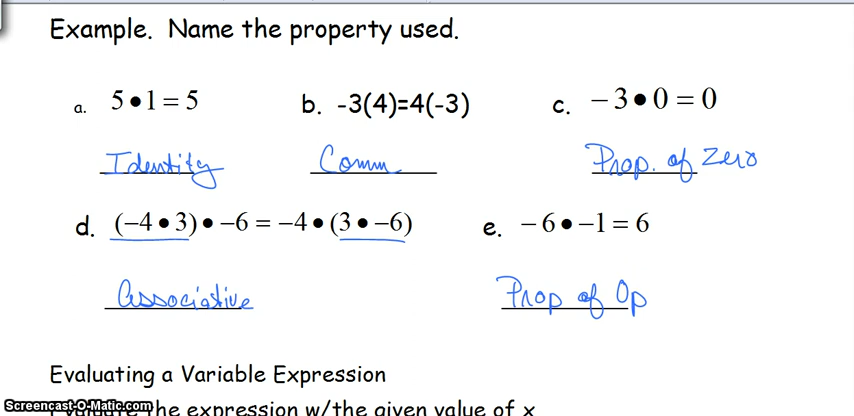 Example. Name the property used.
a. 5 • 1 = 5 b. -3(4)=4(-3) c. − 3 • 0 = 0
Identity Comm Prop. of Zero
d. (−4 • 3) • −6 = −4 • (3 • −6) e. − 6 • −1 = 6
associative Prop of Op
Evaluating a Variable Expression
Evaluate the expression w/the given value of x
Screencast-O-Matic.com